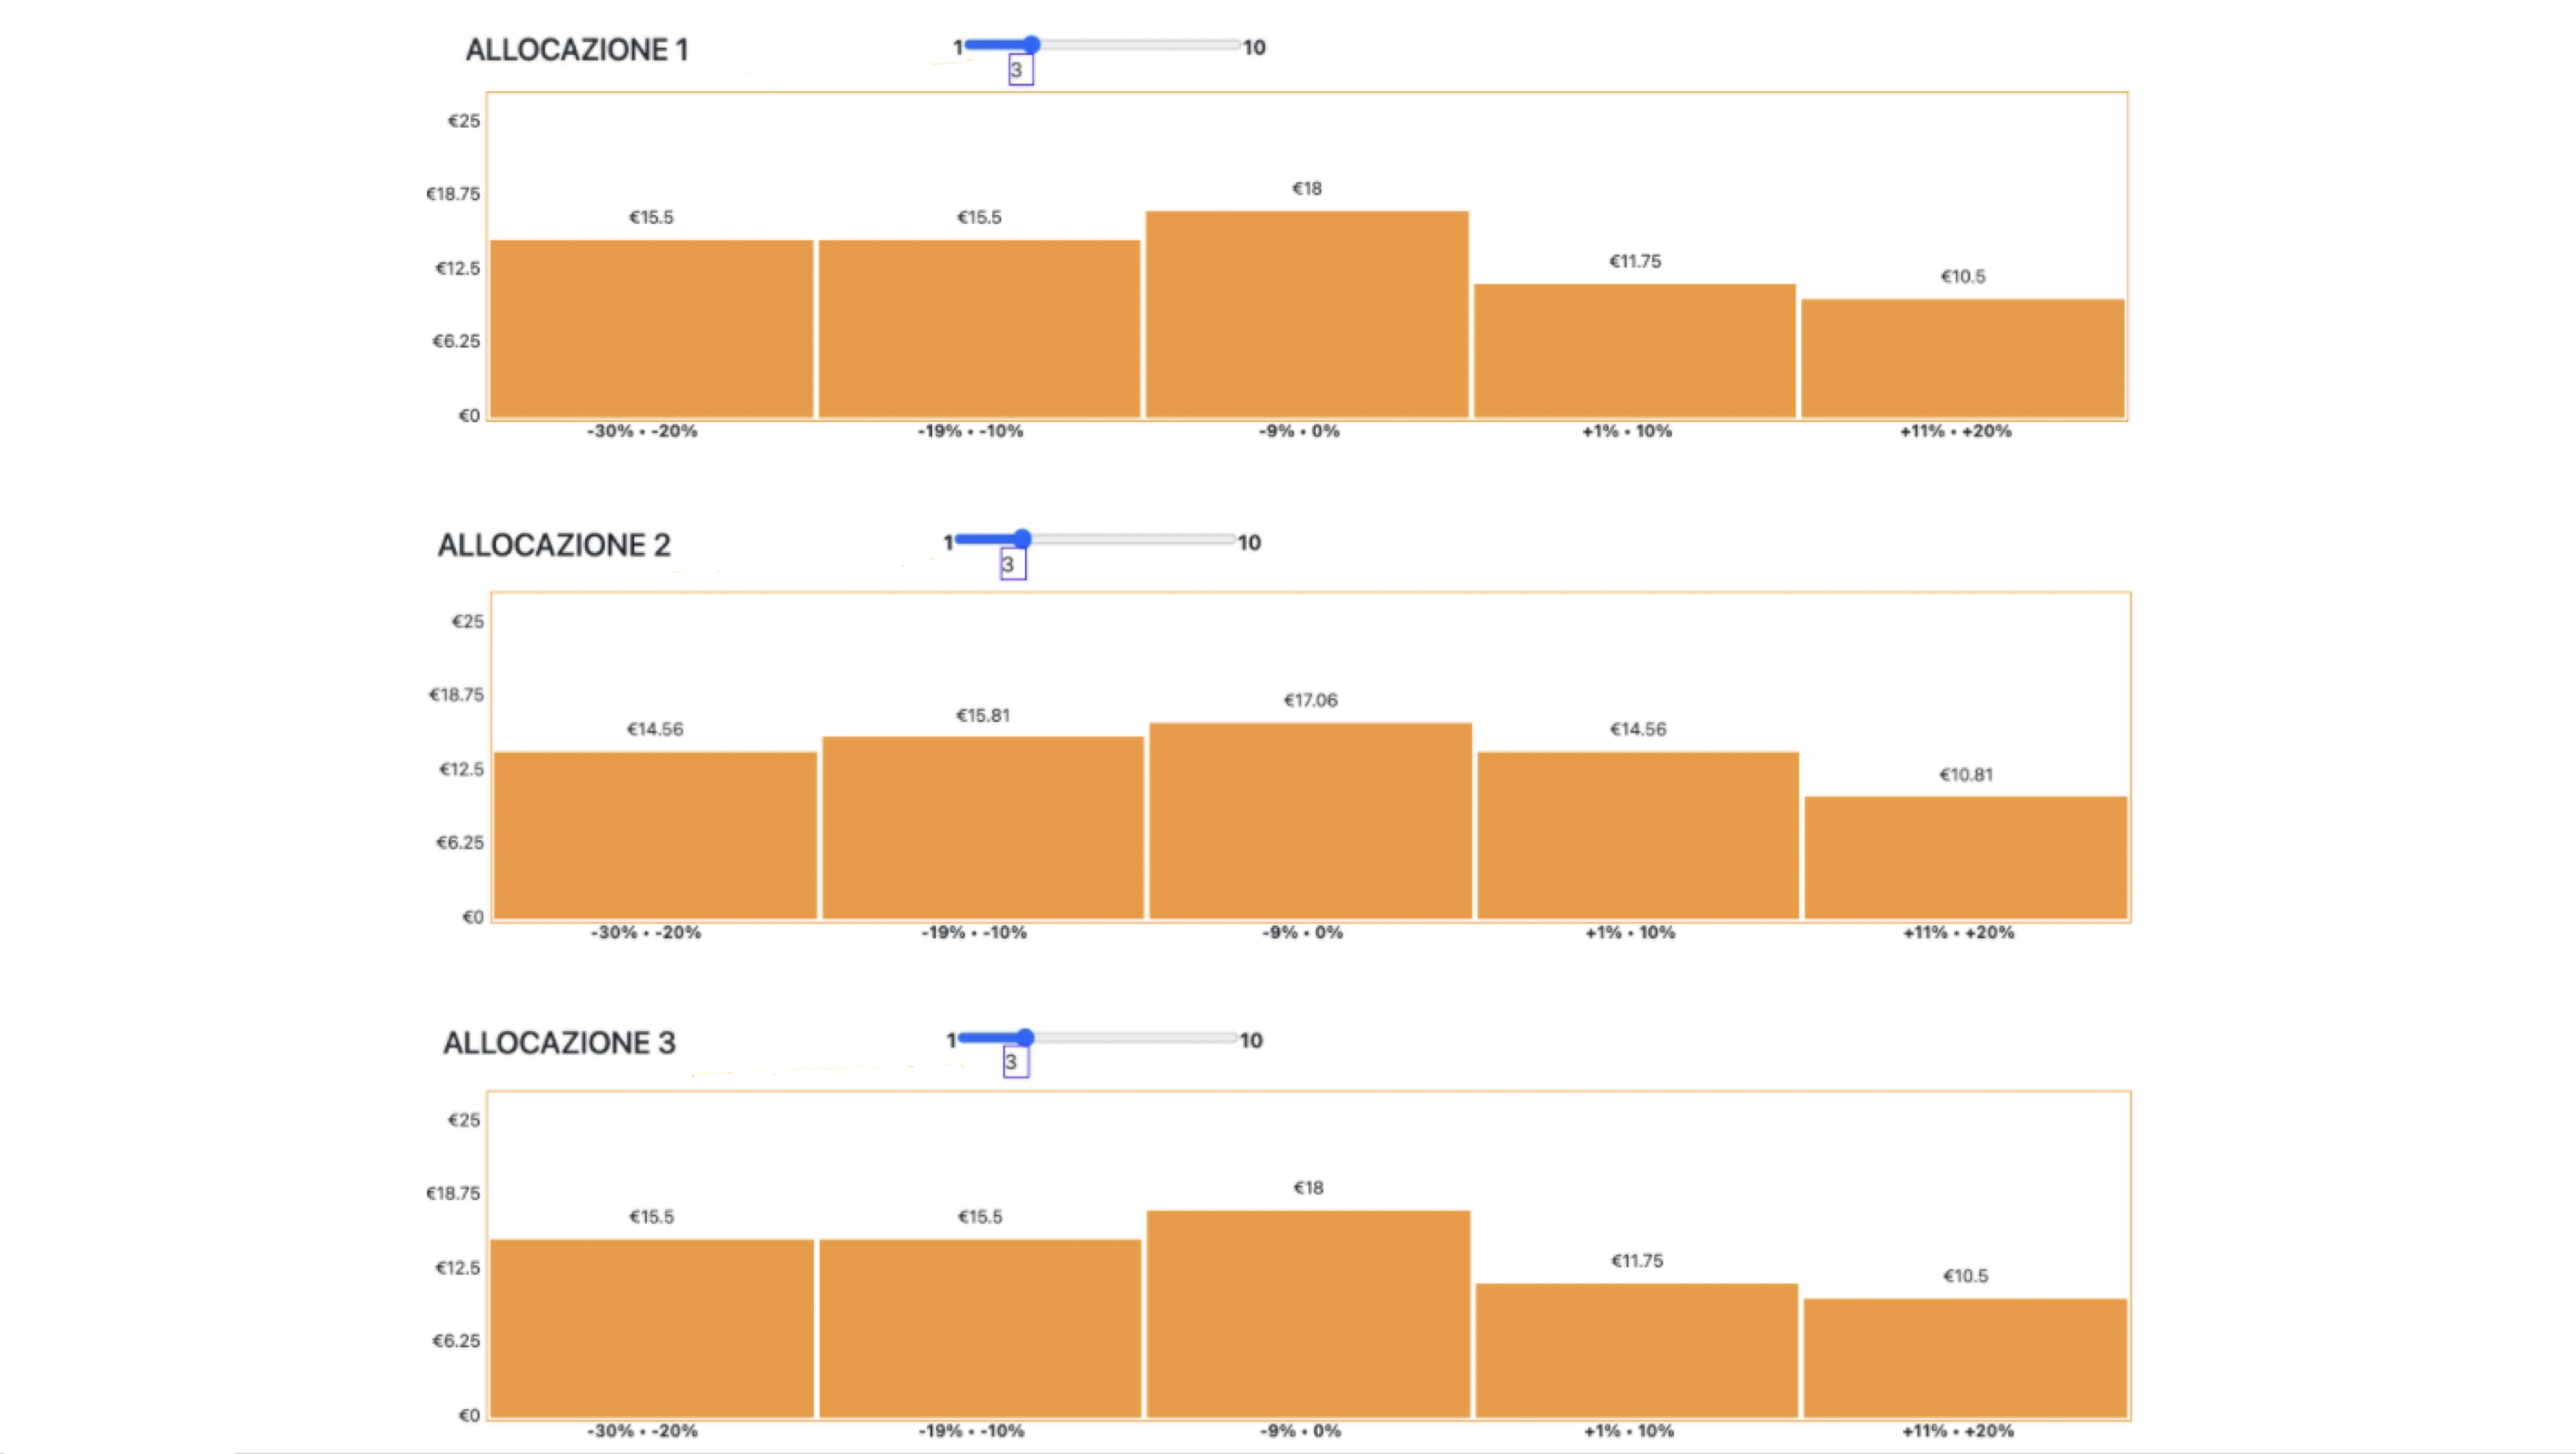 ALLOCAZIONE 1
1 10
3
€25
€18.75
€12.5
€6.25
€0
€15.5 €15.5 €18 €11.75 €10.5
-30% • -20% -19% • -10% -9% • 0% +1% • 10% +11% • +20%
ALLOCAZIONE 2
1 10
3
€25
€18.75
€12.5
€6.25
€0
€14.56 €15.81 €17.06 €14.56 €10.81
-30% • -20% -19% • -10% -9% • 0% +1% • 10% +11% • +20%
ALLOCAZIONE 3
1 10
3
€25
€18.75
€12.5
€6.25
€0
€15.5 €15.5 €18 €11.75 €10.5
-30% • -20% -19% • -10% -9% • 0% +1% • 10% +11% • +20%